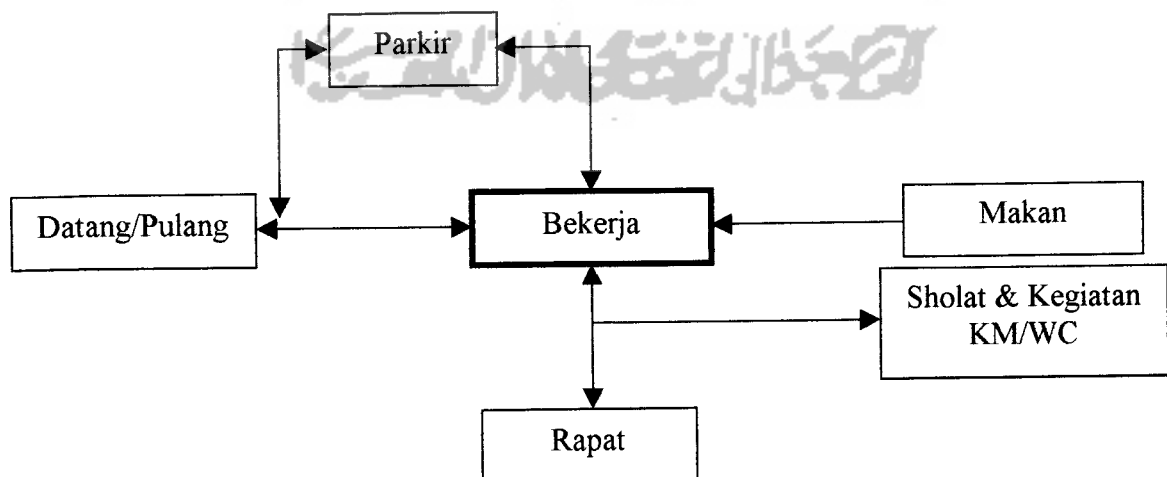 Parkir
Datang/Pulang
Bekerja
Makan
Sholat & Kegiatan
KM/WC
Rapat